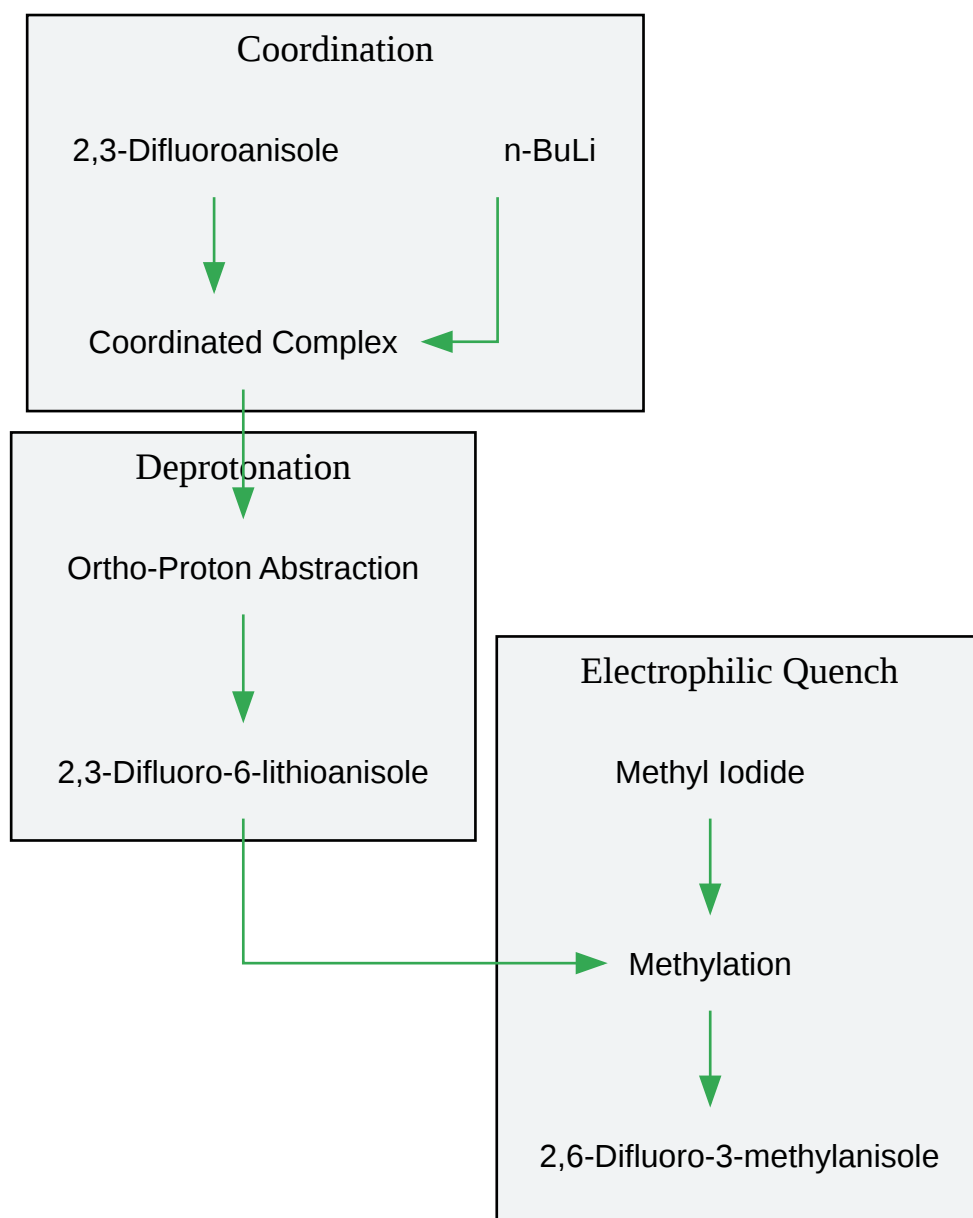 Coordination
2,3-Difluoroanisole
n-BuLi
Coordinated Complex
Deprotonation
Ortho-Proton Abstraction
2,3-Difluoro-6-lithioanisole
Electrophilic Quench
Methyl Iodide
Methylation
2,6-Difluoro-3-methylanisole